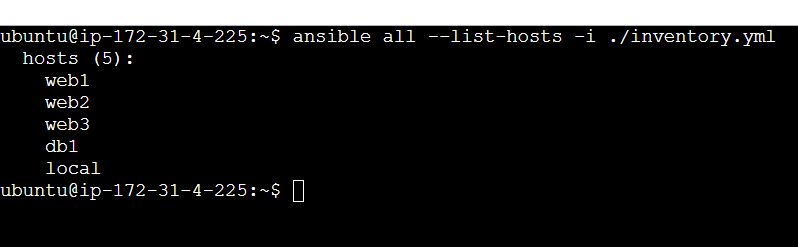 ubuntu@ip-172-31-4-225:~$ ansible all --list-hosts -i ./inventory.yml
hosts (5):
web1
web2
web3
db1
local
ubuntu@ip-172-31-4-225:~$